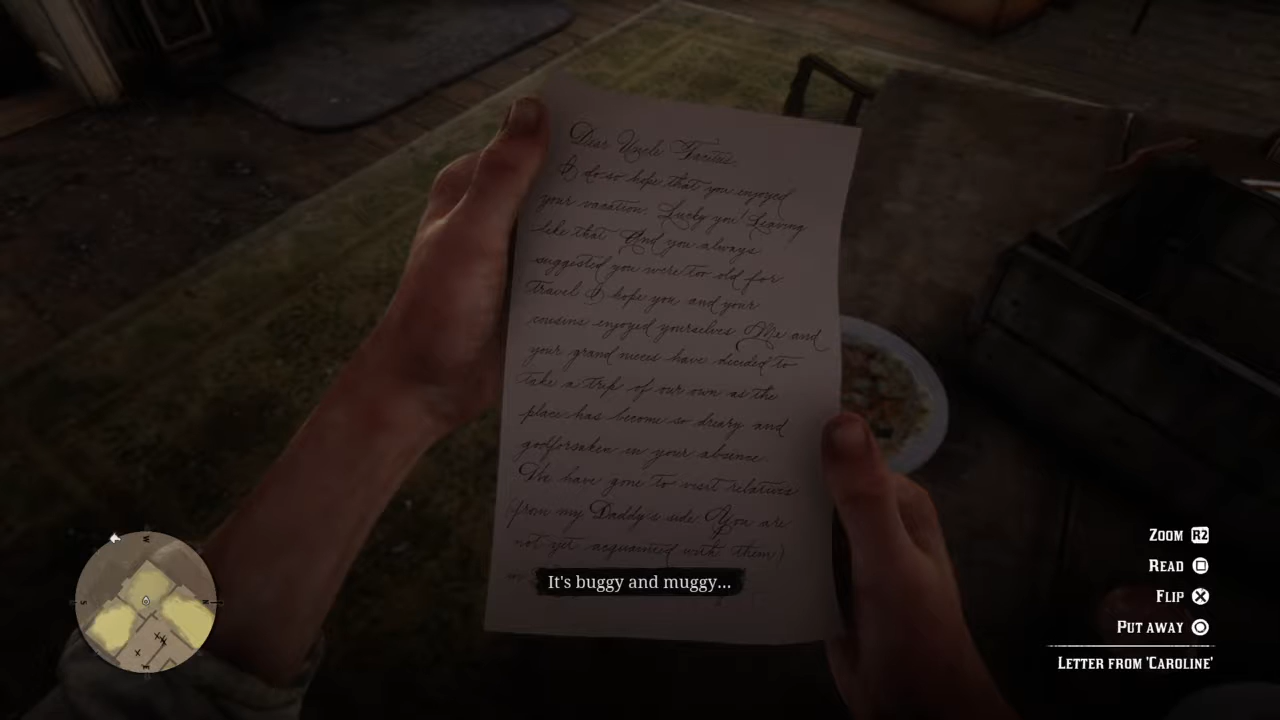 Dear Uncle Tacitus.
I do so hope that you enjoyed
your vacation. Lucky you! Leaving
like that. And you always
suggested you were too old for
travel. I hope you and your
cousins enjoyed yourselves. Me and
your grand nieces have decided to
take a trip of our own as the
place has become so dreary and
godforsaken in your absence.
We have gone to visit relatives
(from my Daddy's side. You are
not yet acquainted with them)
It's buggy and muggy...
ZOOM R2
READ
FLIP
PUT AWAY
LETTER FROM 'CAROLINE'